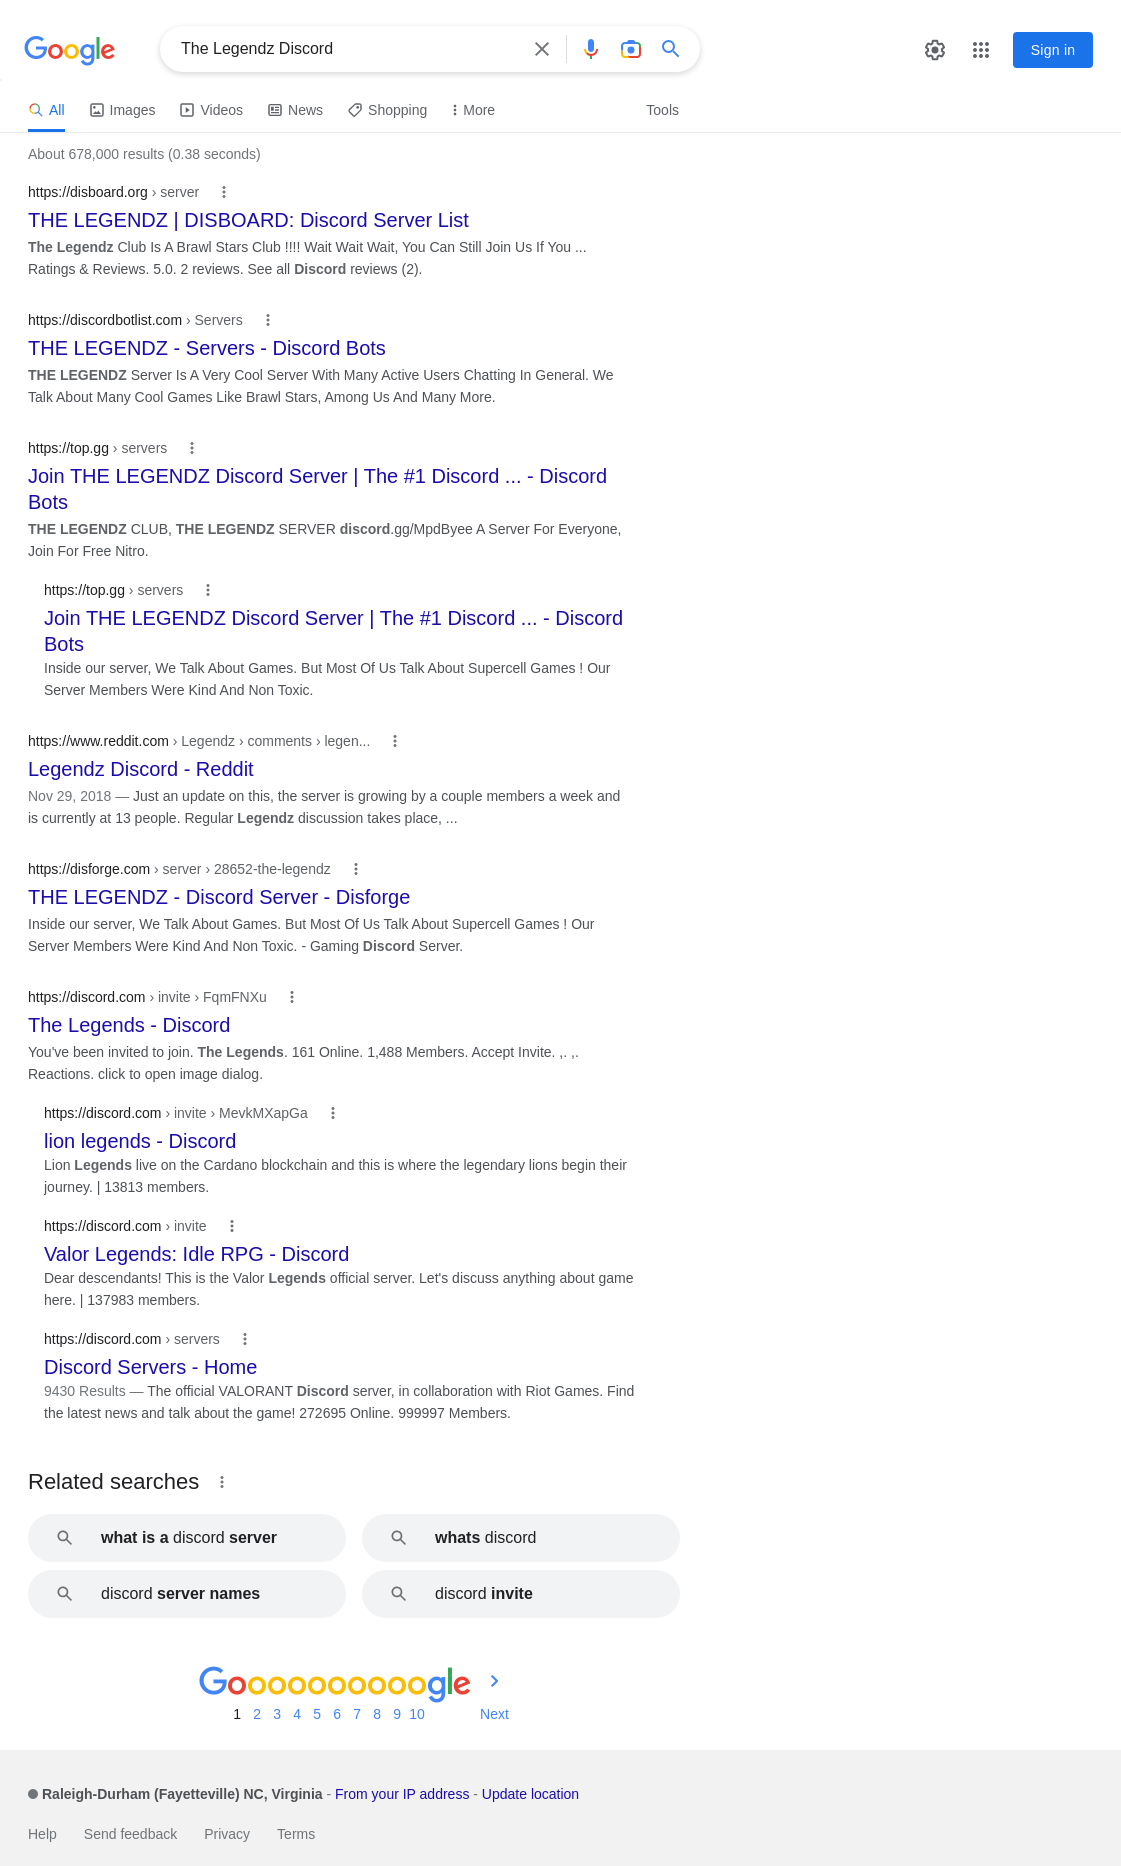 Google
The Legendz Discord
Sign in
All Images Videos News Shopping More Tools
About 678,000 results (0.38 seconds)
https://disboard.org › server
THE LEGENDZ | DISBOARD: Discord Server List
The Legendz Club Is A Brawl Stars Club !!!! Wait Wait Wait, You Can Still Join Us If You ...
Ratings & Reviews. 5.0. 2 reviews. See all Discord reviews (2).
https://discordbotlist.com › Servers
THE LEGENDZ - Servers - Discord Bots
THE LEGENDZ Server Is A Very Cool Server With Many Active Users Chatting In General. We
Talk About Many Cool Games Like Brawl Stars, Among Us And Many More.
https://top.gg › servers
Join THE LEGENDZ Discord Server | The #1 Discord ... - Discord
Bots
THE LEGENDZ CLUB, THE LEGENDZ SERVER discord.gg/MpdByee A Server For Everyone,
Join For Free Nitro.
https://top.gg › servers
Join THE LEGENDZ Discord Server | The #1 Discord ... - Discord
Bots
Inside our server, We Talk About Games. But Most Of Us Talk About Supercell Games ! Our
Server Members Were Kind And Non Toxic.
https://www.reddit.com › Legendz › comments › legen...
Legendz Discord - Reddit
Nov 29, 2018 — Just an update on this, the server is growing by a couple members a week and
is currently at 13 people. Regular Legendz discussion takes place, ...
https://disforge.com › server › 28652-the-legendz
THE LEGENDZ - Discord Server - Disforge
Inside our server, We Talk About Games. But Most Of Us Talk About Supercell Games ! Our
Server Members Were Kind And Non Toxic. - Gaming Discord Server.
https://discord.com › invite › FqmFNXu
The Legends - Discord
You've been invited to join. The Legends. 161 Online. 1,488 Members. Accept Invite. ,. ,.
Reactions. click to open image dialog.
https://discord.com › invite › MevkMXapGa
lion legends - Discord
Lion Legends live on the Cardano blockchain and this is where the legendary lions begin their
journey. | 13813 members.
https://discord.com › invite
Valor Legends: Idle RPG - Discord
Dear descendants! This is the Valor Legends official server. Let's discuss anything about game
here. | 137983 members.
https://discord.com › servers
Discord Servers - Home
9430 Results — The official VALORANT Discord server, in collaboration with Riot Games. Find
the latest news and talk about the game! 272695 Online. 999997 Members.
Related searches
what is a discord server
whats discord
discord server names
discord invite
Goooooooooogle
1 2 3 4 5 6 7 8 9 10 Next
Raleigh-Durham (Fayetteville) NC, Virginia - From your IP address - Update location
Help Send feedback Privacy Terms